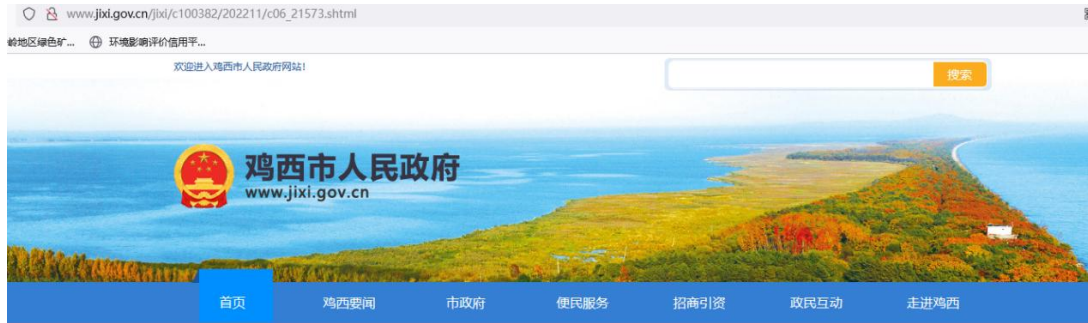 www.jixi.gov.cn/jixi/c100382/202211/c06_21573.shtml
岭地区绿色矿... 环境影响评价信用平...
欢迎进入鸡西市人民政府网站！
搜索
鸡西市人民政府
www.jixi.gov.cn
首页 鸡西要闻 市政府 便民服务 招商引资 政民互动 走进鸡西